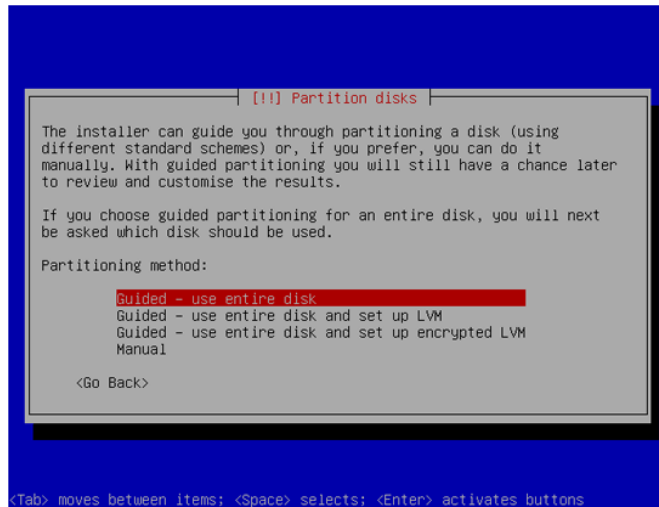 [!!] Partition disks
The installer can guide you through partitioning a disk (using
different standard schemes) or, if you prefer, you can do it
manually. With guided partitioning you will still have a chance later
to review and customise the results.
If you choose guided partitioning for an entire disk, you will next
be asked which disk should be used.
Partitioning method:
Guided - use entire disk
Guided - use entire disk and set up LVM
Guided - use entire disk and set up encrypted LVM
Manual
<Go Back>
<Tab> moves between items; <Space> selects; <Enter> activates buttons